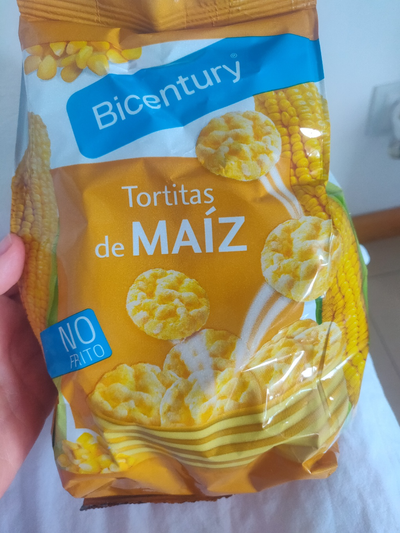 Bicentury®
Tortitas
de MAÍZ
NO
FRITO